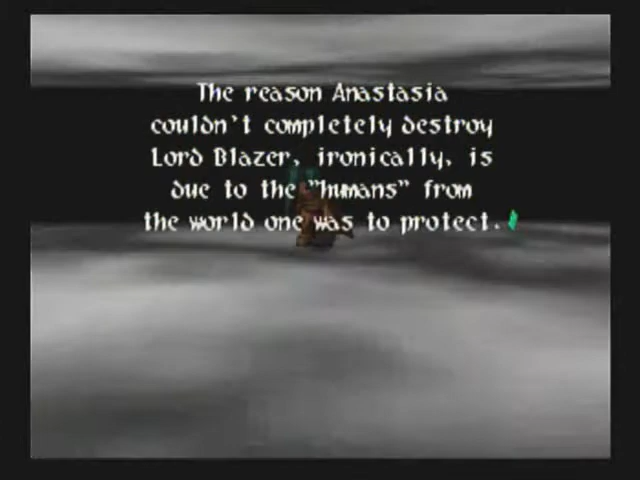 The reason Anastasia
couldn't completely destroy
Lord Blazer, ironically, is
due to the "humans" from
the world one was to protect.